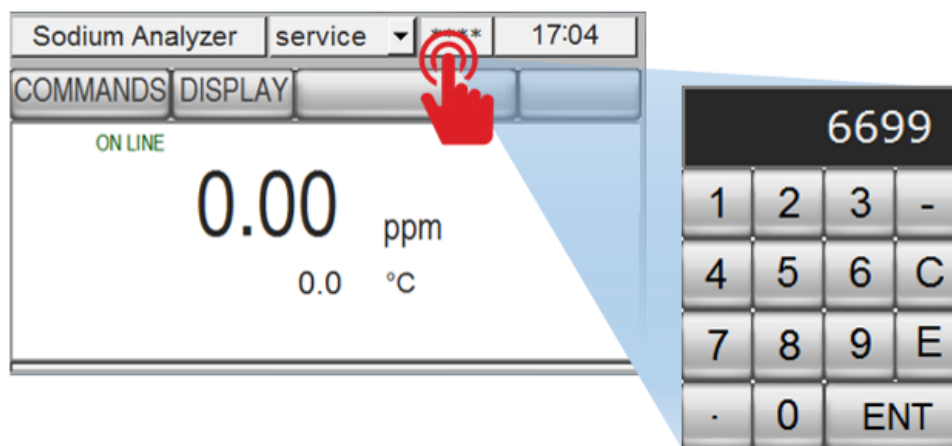 Sodium Analyzer service **** 17:04
COMMANDS DISPLAY
ON LINE
0.00 ppm
0.0 °C
6699
1 2 3 -
4 5 6 C
7 8 9 E
. 0 ENT